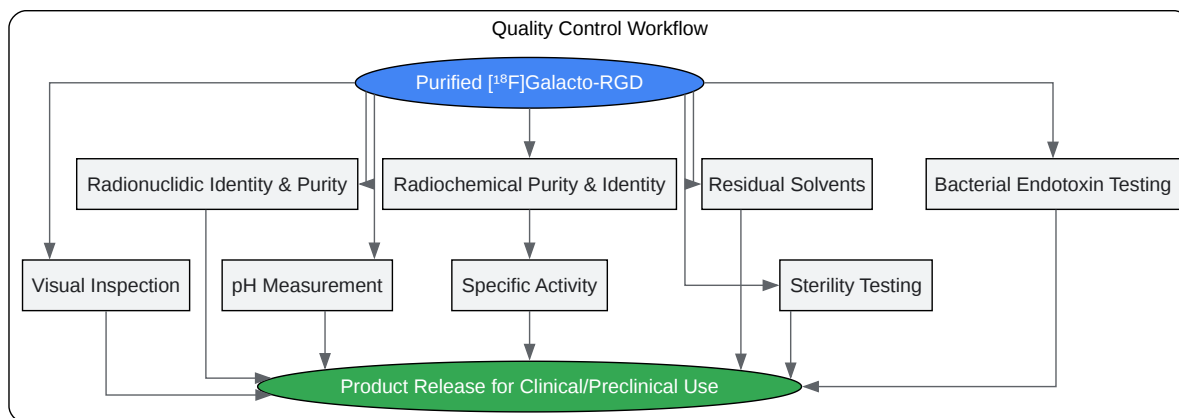 Quality Control Workflow
Purified [¹⁸F]Galacto-RGD
Radionuclidic Identity & Purity
Radiochemical Purity & Identity
Residual Solvents
Bacterial Endotoxin Testing
Visual Inspection
pH Measurement
Specific Activity
Sterility Testing
Product Release for Clinical/Preclinical Use